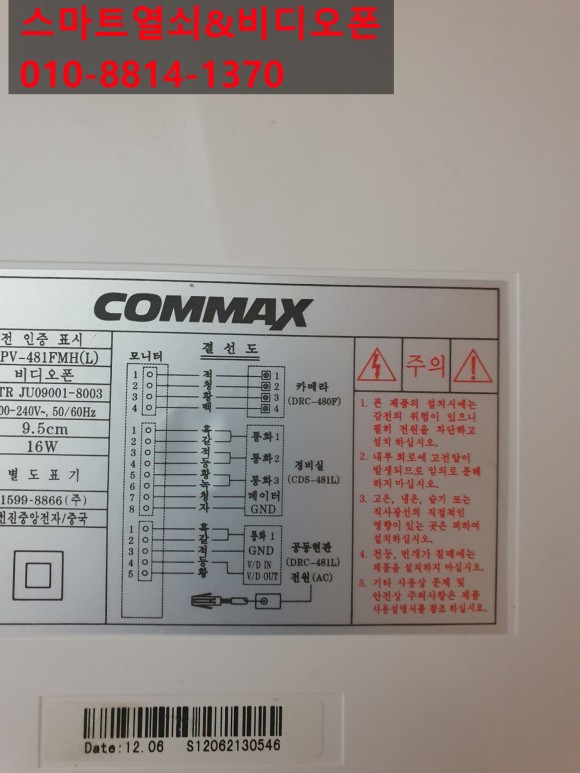 스마트열쇠&비디오폰
010-8814-1370
COMMAX
전 인증 표시
PV-481FMH(L)
비디오폰
TR JU09001-8003
00-240V~, 50/60Hz
9.5cm
16W
별도표기
1599-8866(주)
천진중앙전자/중국
결선도
모니터
1 적 1
2 청 2
3 황 3
4 백 4
카메라
(DRC-480F)
1 흑
2 갈
3 적
4 등
5 황
6 녹
7 청
8 자
통화1
통화2
통화3
데이터
GND
경비실
(CDS-481L)
1 흑
2 갈
3 적
4 등
5 황
통화1
GND
V/D IN
V/D OUT
공동현관
(DRC-481L)
전원(AC)
주의
1. 본 제품의 설치시에는
감전의 위험이 있으니
필히 전원을 차단하고
설치 하십시오.
2. 내부 회로에 고전압이
발생되므로 임의로 분해
하지 마십시오.
3. 고온, 냉온, 습기 또는
직사광선의 직접적인
영향이 있는 곳은 피하여
설치하십시오.
4. 천둥, 번개가 칠때에는
제품을 설치하지 마십시오.
5. 기타 사용상 문제 및
안전상 주의사항은 제품
사용설명서를 참조 하십시오.
Date:12.06 S12062130546